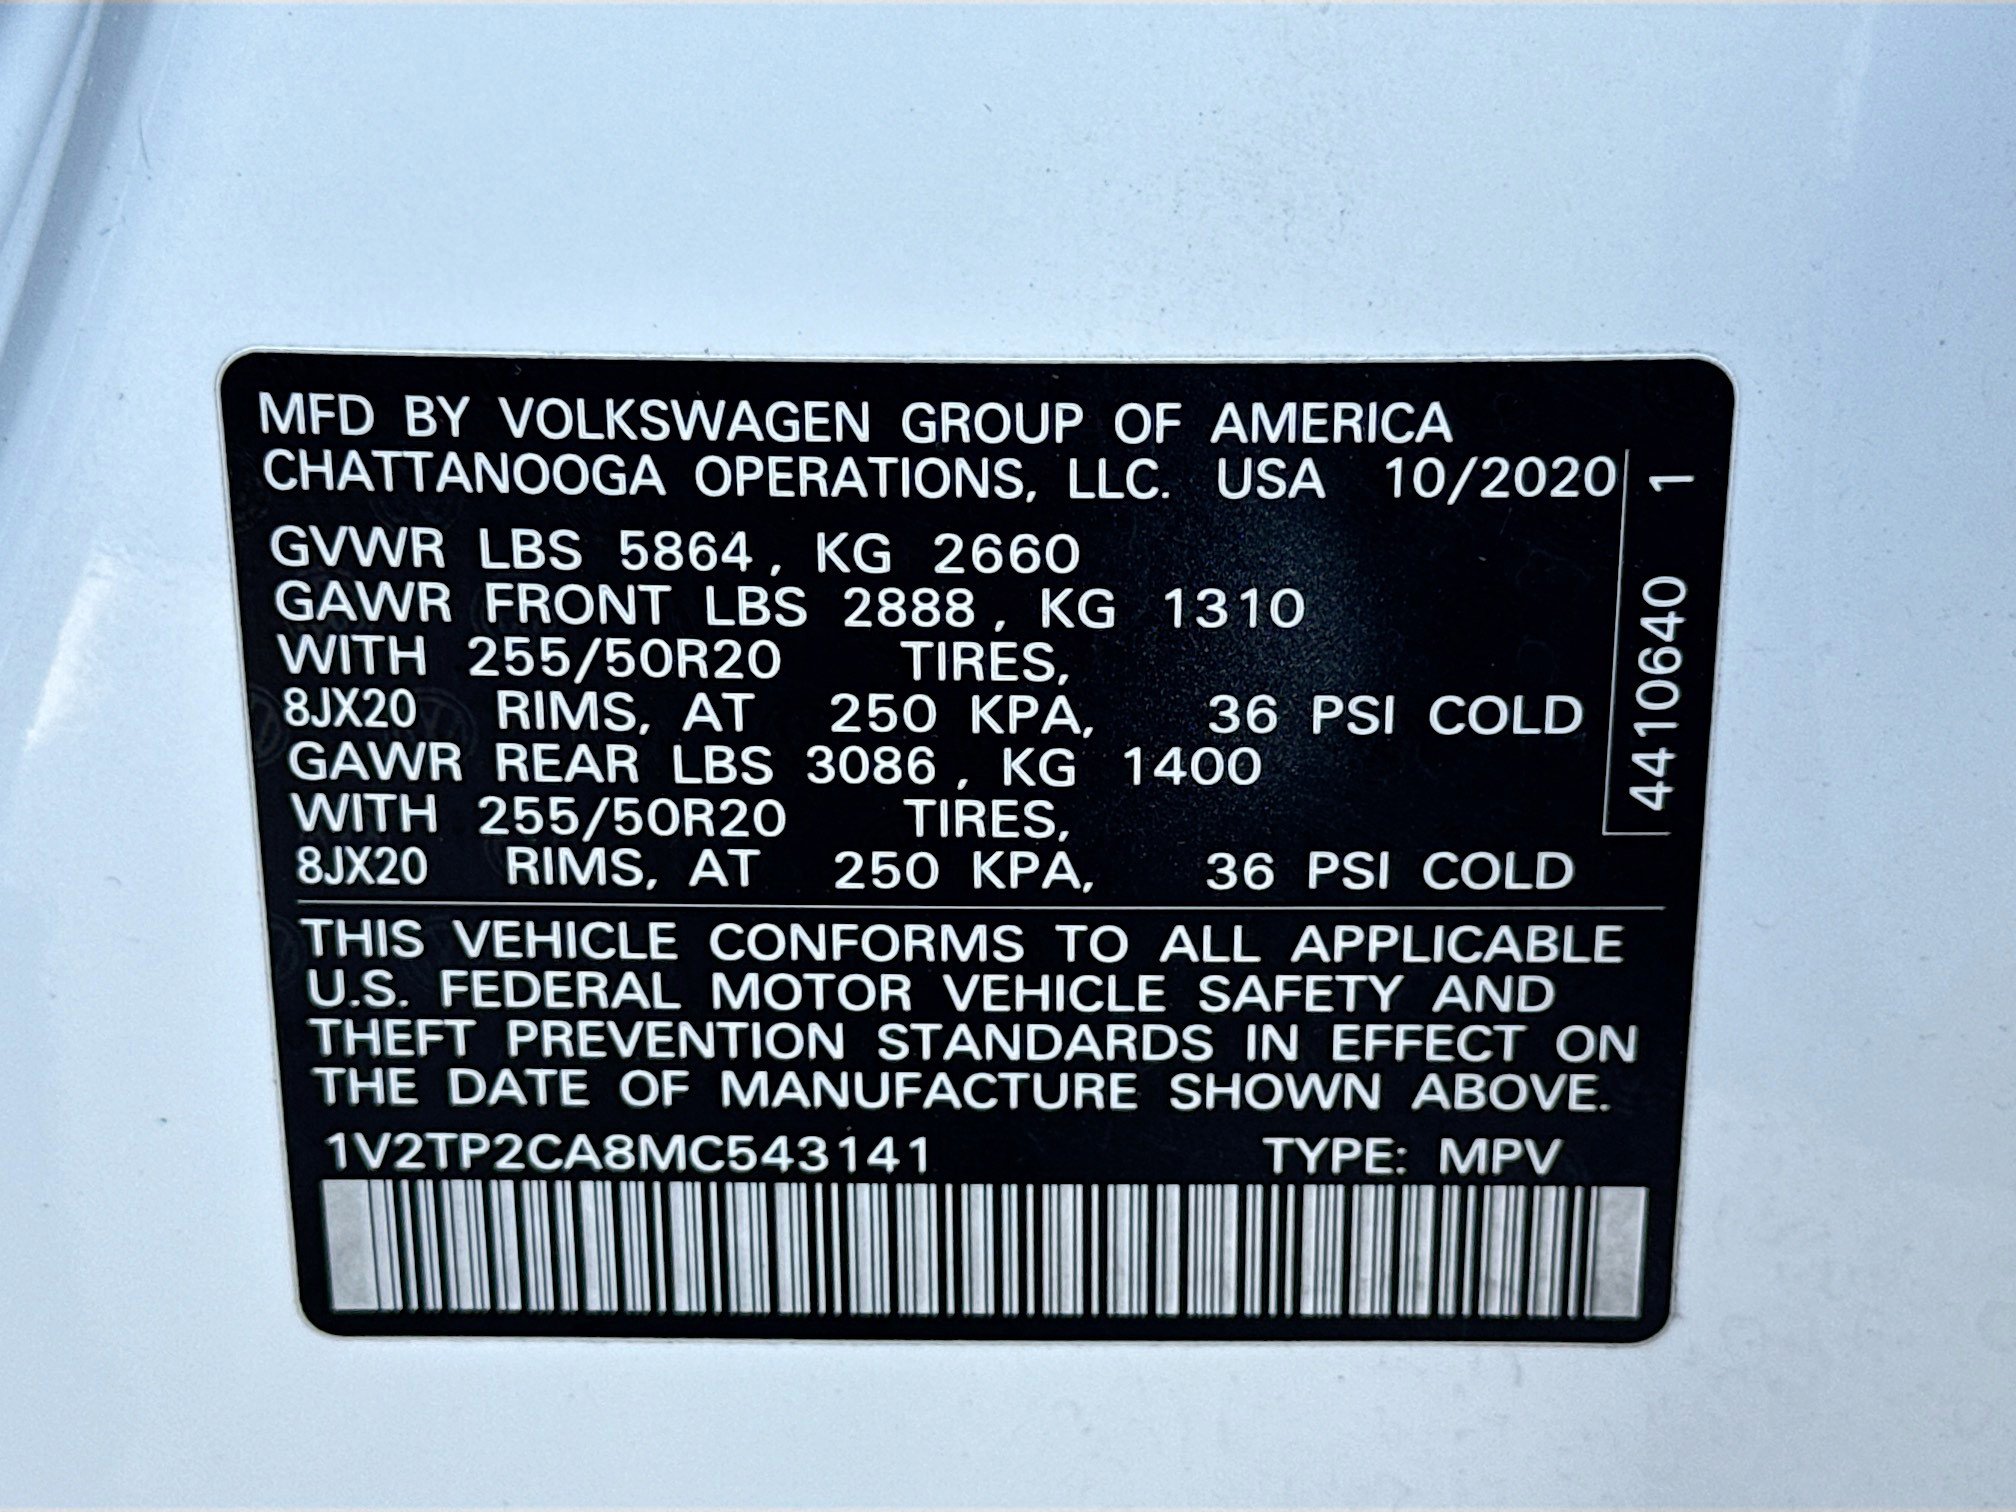 MFD BY VOLKSWAGEN GROUP OF AMERICA
CHATTANOOGA OPERATIONS, LLC. USA 10/2020
GVWR LBS 5864, KG 2660
GAWR FRONT LBS 2888, KG 1310
WITH 255/50R20 TIRES,
8JX20 RIMS, AT 250 KPA, 36 PSI COLD
GAWR REAR LBS 3086, KG 1400
WITH 255/50R20 TIRES,
8JX20 RIMS, AT 250 KPA, 36 PSI COLD
4410640 1
THIS VEHICLE CONFORMS TO ALL APPLICABLE
U.S. FEDERAL MOTOR VEHICLE SAFETY AND
THEFT PREVENTION STANDARDS IN EFFECT ON
THE DATE OF MANUFACTURE SHOWN ABOVE.
1V2TP2CA8MC543141 TYPE: MPV